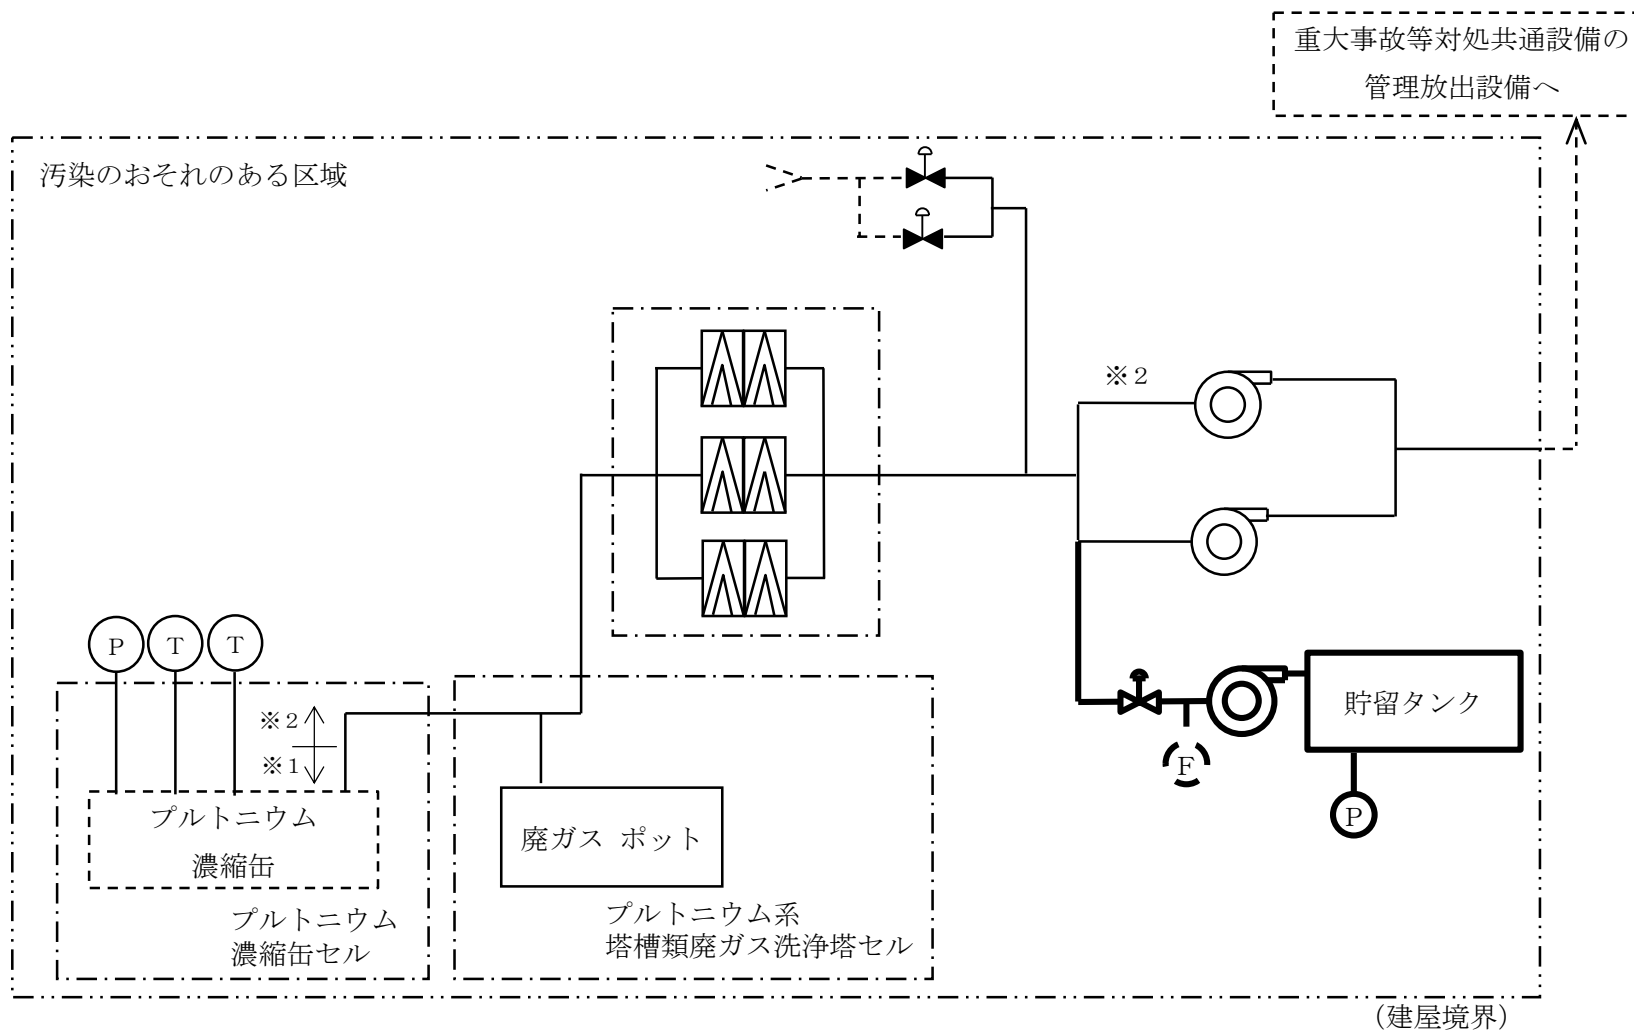 重大事故等対処共通設備の
管理放出設備へ
汚染のおそれのある区域
※2
P
T
T
※2
※1
プルトニウム
濃縮缶
プルトニウム
濃縮缶セル
廃ガス ポット
プルトニウム系
塔槽類廃ガス洗浄塔セル
貯留タンク
F
P
(建屋境界)